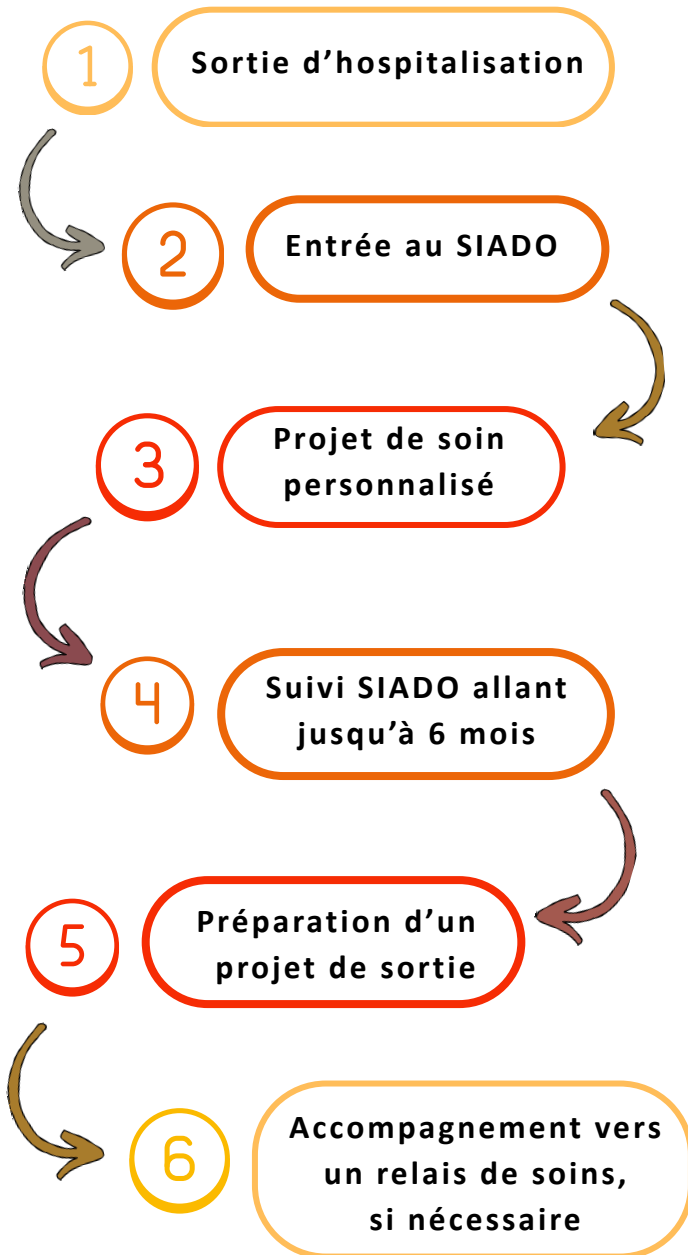 1
Sortie d’hospitalisation
2
Entrée au SIADO
3
Projet de soin
personnalisé
4
Suivi SIADO allant
jusqu’à 6 mois
5
Préparation d’un
projet de sortie
6
Accompagnement vers
un relais de soins,
si nécessaire